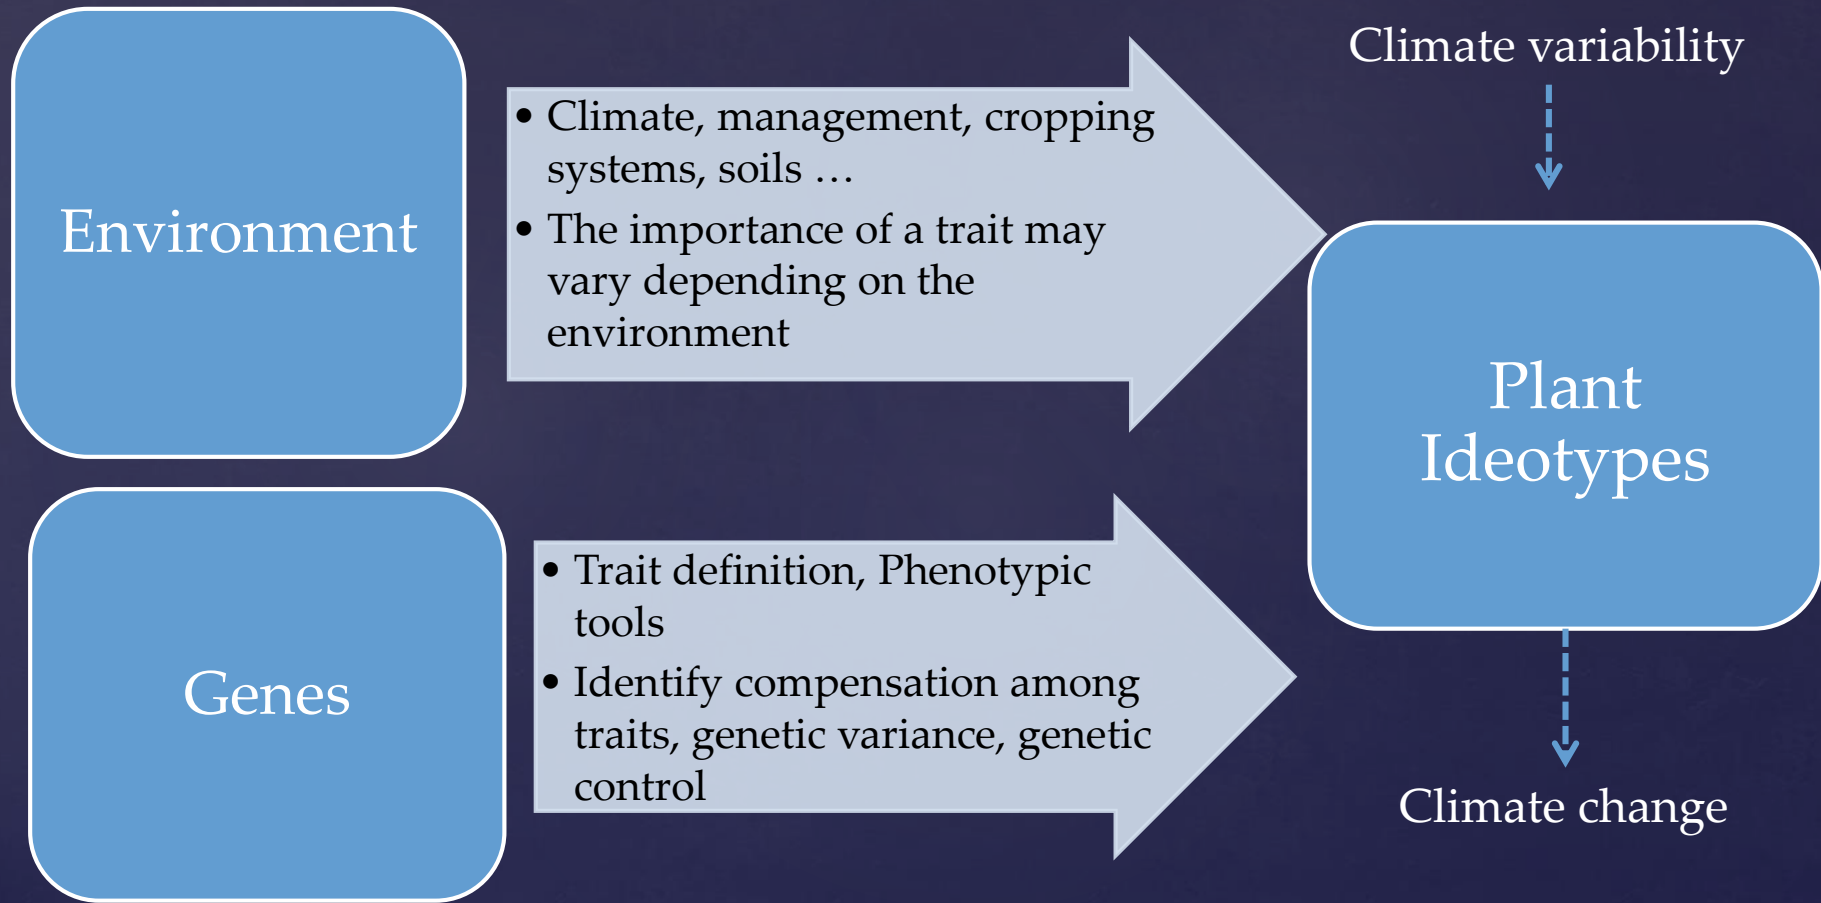 Environment
• Climate, management, cropping
systems, soils …
• The importance of a trait may
vary depending on the
environment
Genes
• Trait definition, Phenotypic
tools
• Identify compensation among
traits, genetic variance, genetic
control
Climate variability
Plant
Ideotypes
Climate change